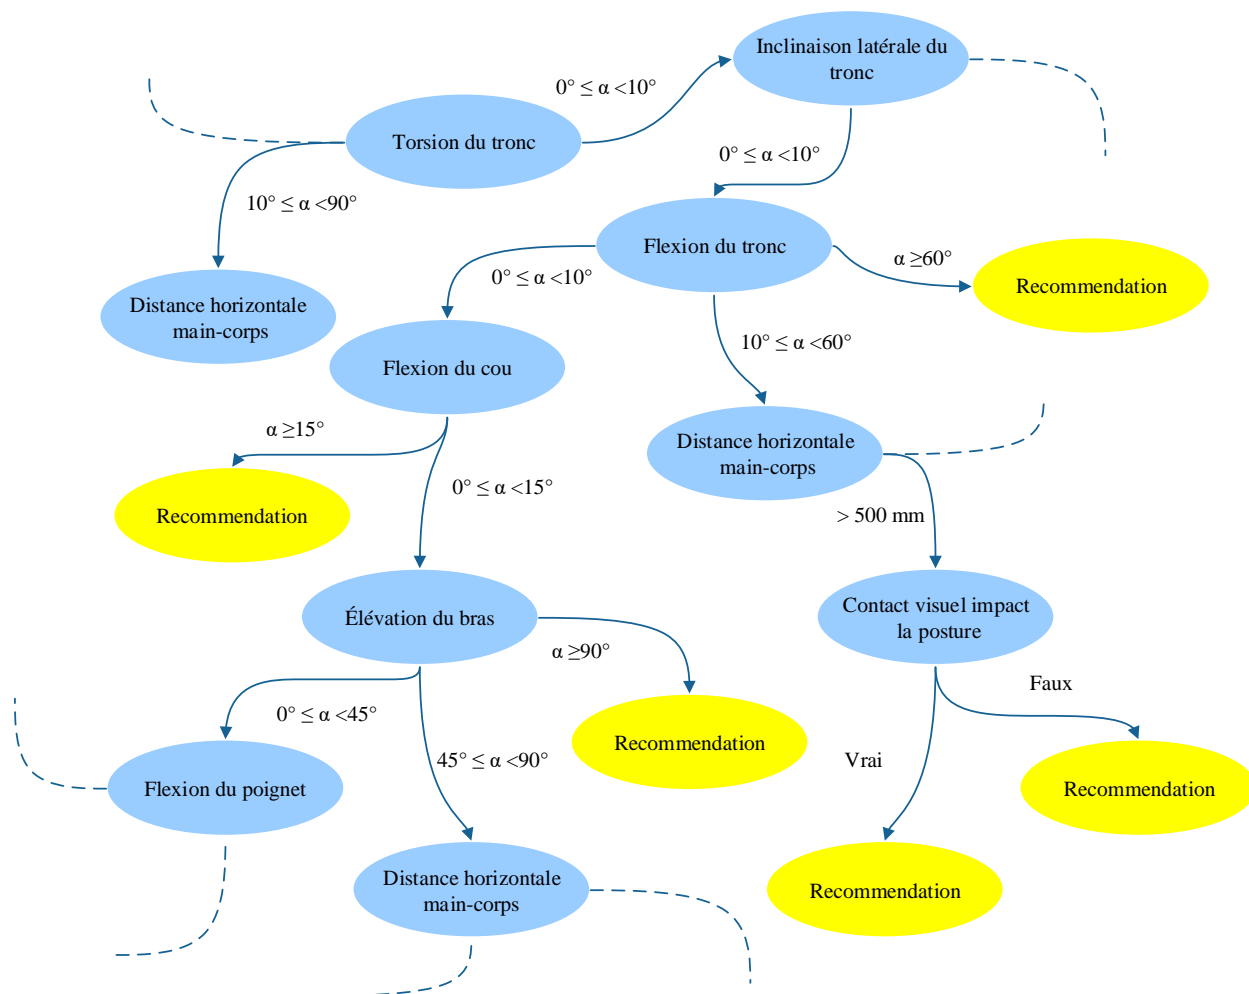 Inclinaison latérale du
tronc
0° ≤ α <10°
Torsion du tronc
0° ≤ α <10°
10° ≤ α <90°
Flexion du tronc
α ≥60°
0° ≤ α <10°
Recommendation
Distance horizontale
main-corps
10° ≤ α <60°
Flexion du cou
α ≥15°
Distance horizontale
main-corps
0° ≤ α <15°
Recommendation
> 500 mm
Élévation du bras
Contact visuel impact
la posture
α ≥90°
Faux
0° ≤ α <45°
Recommendation
45° ≤ α <90°
Vrai
Flexion du poignet
Recommendation
Distance horizontale
main-corps
Recommendation